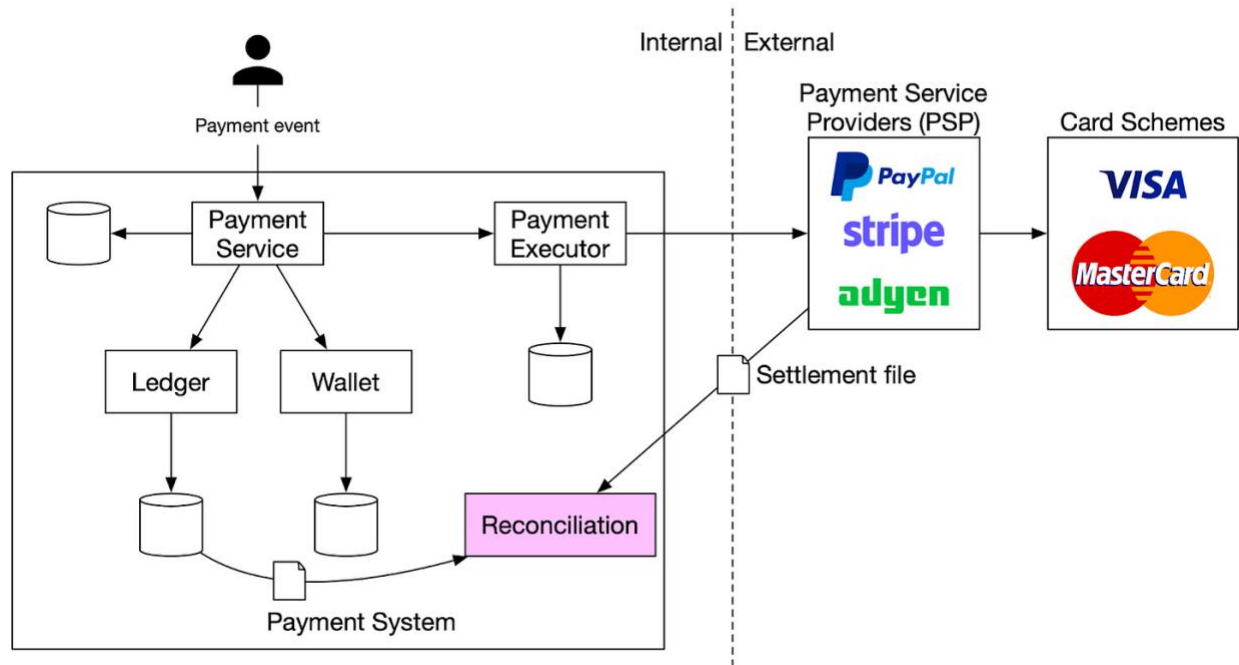 Internal
External
Payment event
Payment Service
Providers (PSP)
Card Schemes
PayPal
VISA
Payment
Service
Payment
Executor
stripe
MasterCard
adyen
Ledger
Wallet
Settlement file
Reconciliation
Payment System